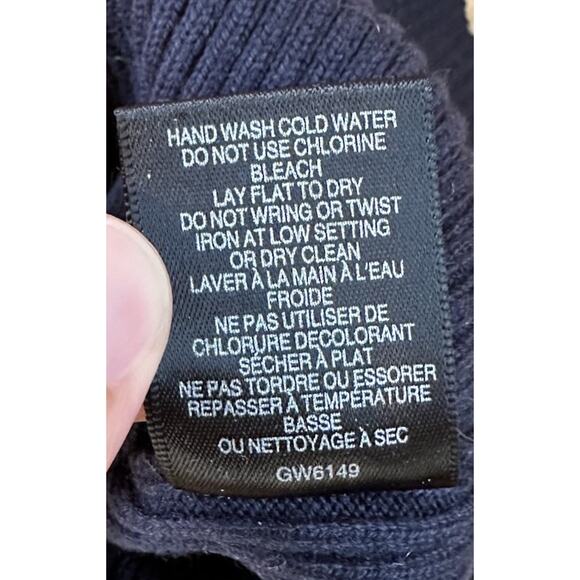 HAND WASH COLD WATER
DO NOT USE CHLORINE
BLEACH
LAY FLAT TO DRY
DO NOT WRING OR TWIST
IRON AT LOW SETTING
OR DRY CLEAN
LAVER À LA MAIN À L'EAU
FROIDE
NE PAS UTILISER DE
CHLORURE DECOLORANT
SÉCHER À PLAT
NE PAS TORDRE OU ESSORER
REPASSER À TEMPÉRATURE
BASSE
OU NETTOYAGE À SEC
GW6149